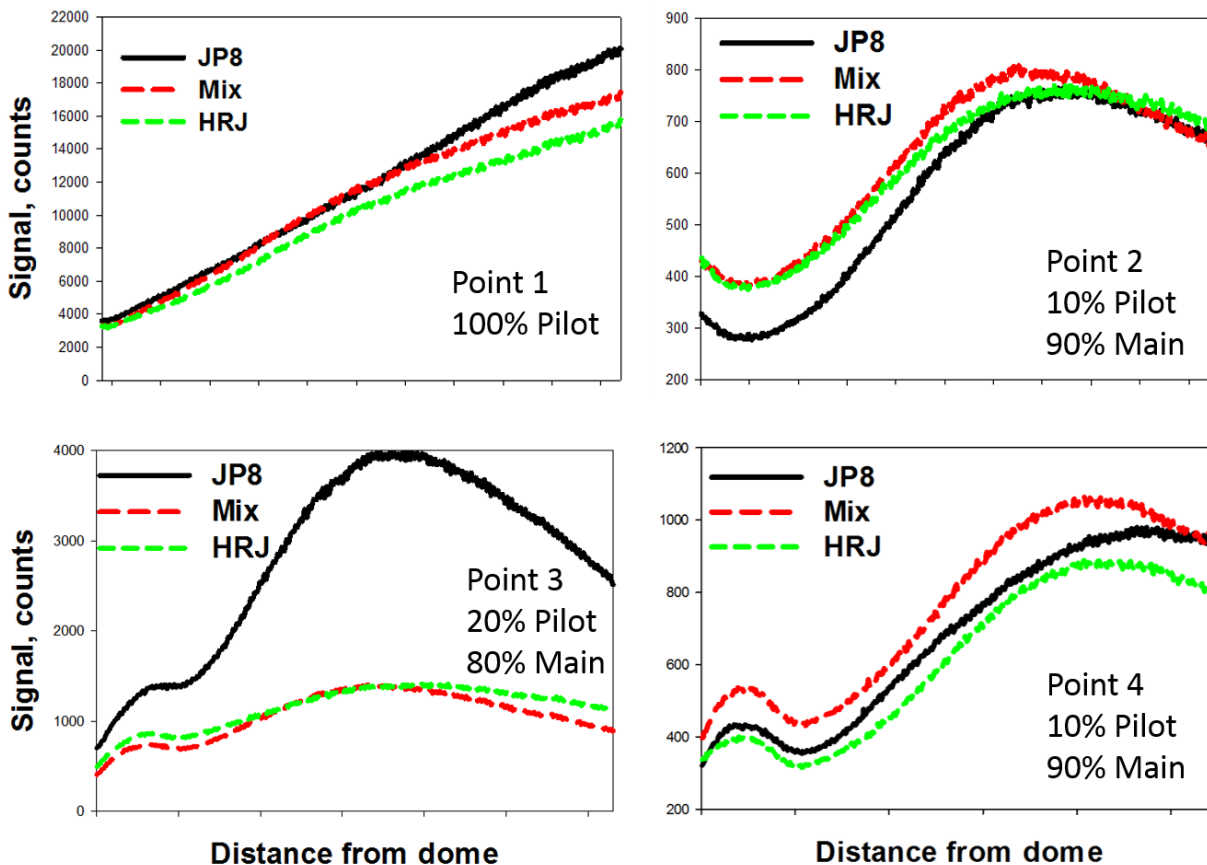 22000
20000
18000
16000
14000
12000
10000
8000
6000
4000
2000
0
Signal, counts
JP8
Mix
HRJ
Point 1
100% Pilot
900
800
700
600
500
400
300
200
JP8
Mix
HRJ
Point 2
10% Pilot
90% Main
4000
3000
2000
1000
0
Signal, counts
JP8
Mix
HRJ
Point 3
20% Pilot
80% Main
Distance from dome
1200
1000
800
600
400
200
JP8
Mix
HRJ
Point 4
10% Pilot
90% Main
Distance from dome